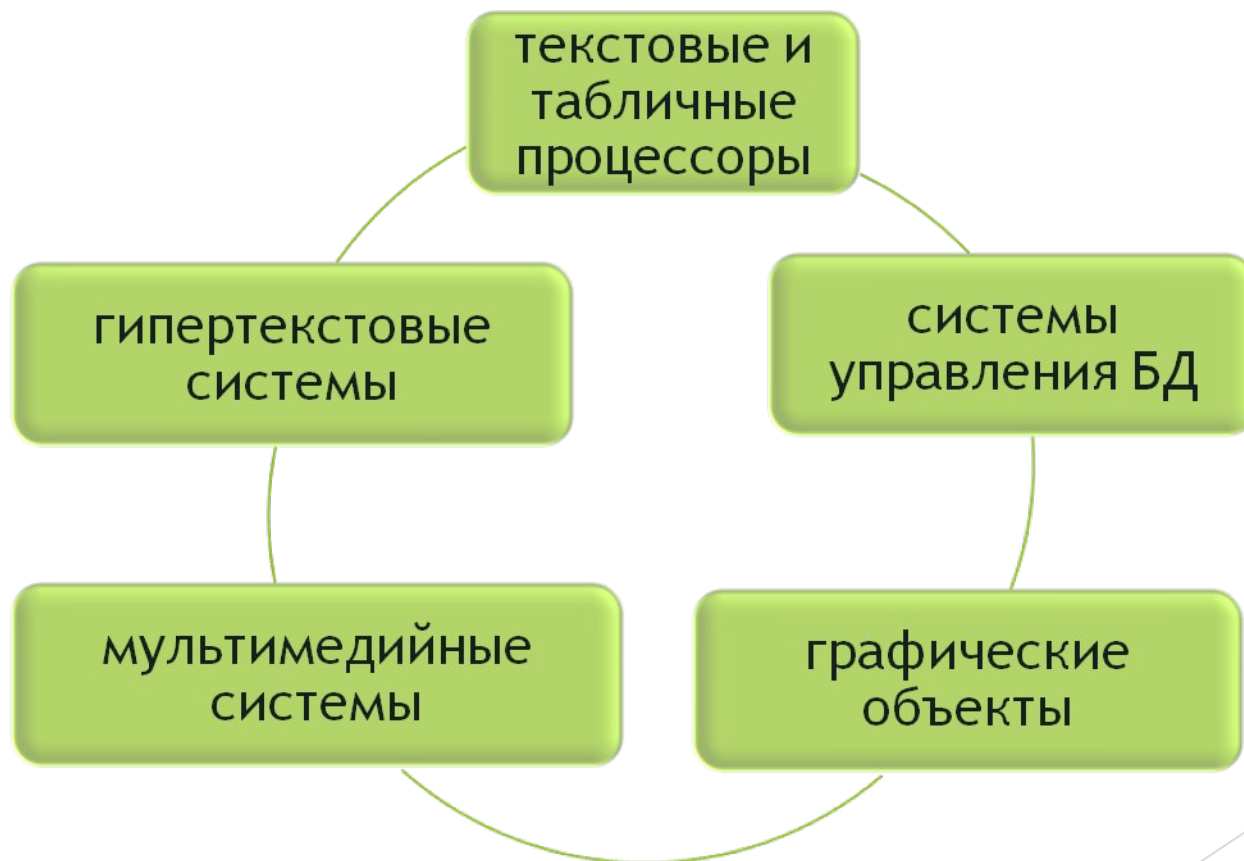 текстовые и
табличные
процессоры
гипертекстовые
системы
системы
управления БД
мультимедийные
системы
графические
объекты